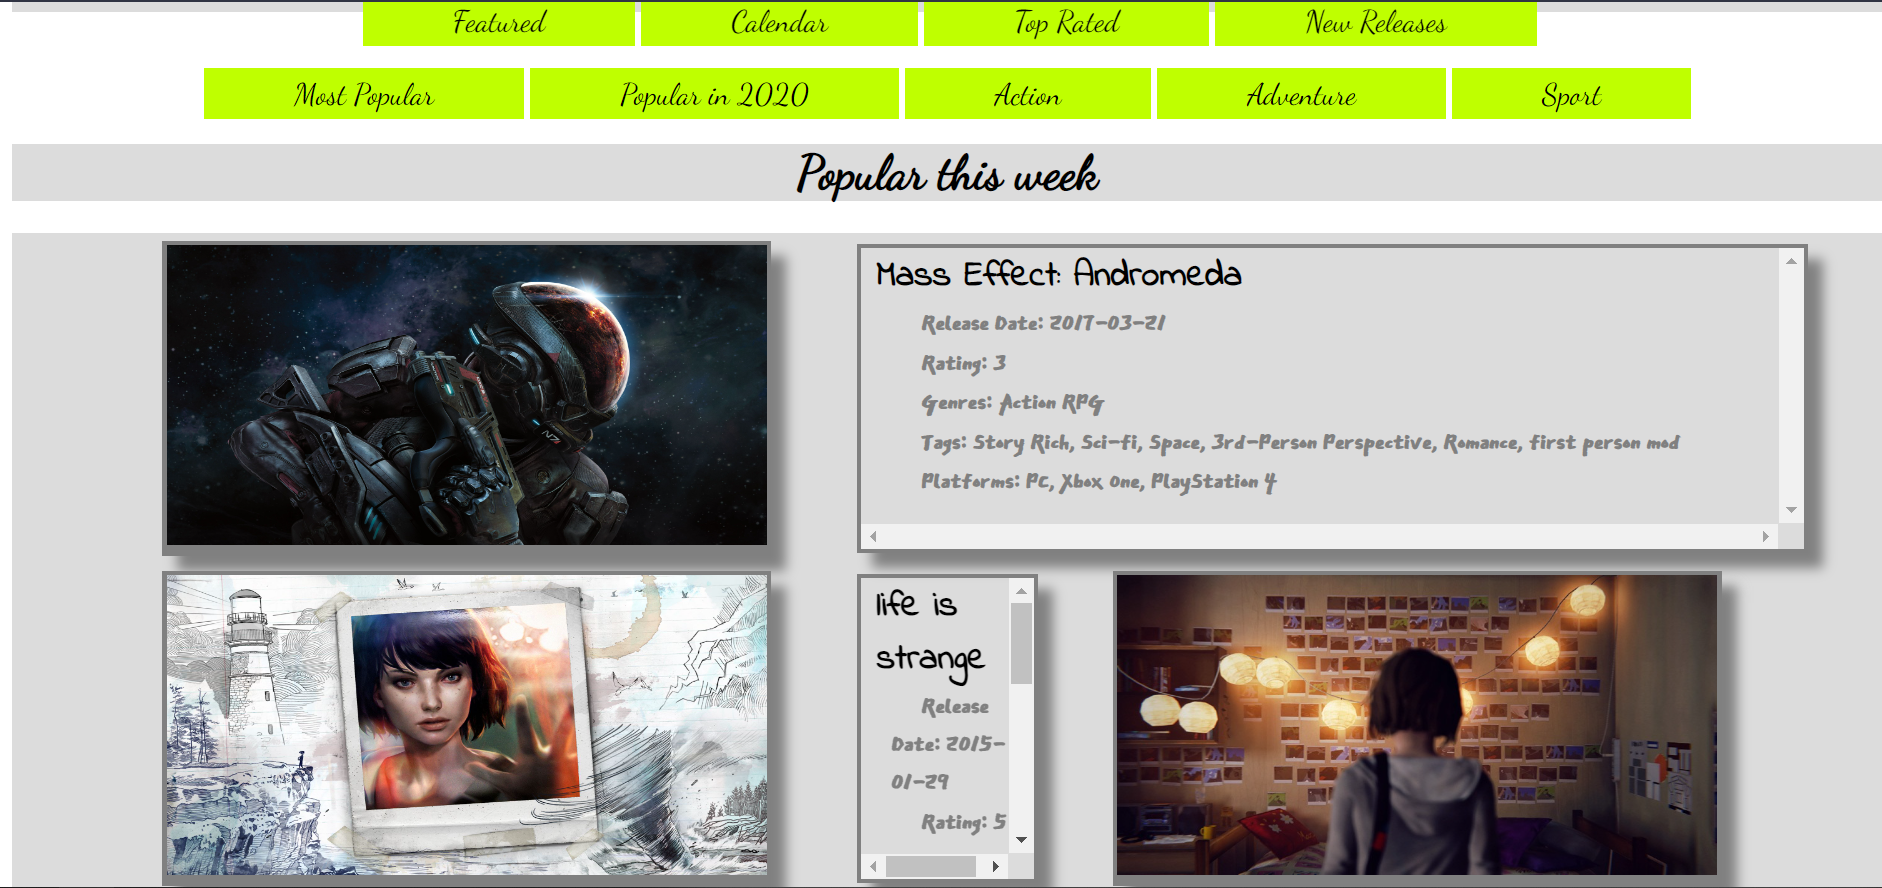 Featured
Calendar
Top Rated
New Releases
Most Popular
Popular in 2020
Action
Adventure
Sport
Popular this week
N7
Mass Effect: Andromeda
Release Date: 2017-03-21
Rating: 3
Genres: Action RPG
Tags: Story Rich, Sci-fi, Space, 3rd-Person Perspective, Romance, first person mod
Platforms: PC, Xbox One, PlayStation 4
life is
strange
Release
Date: 2015-
01-29
Rating: 5